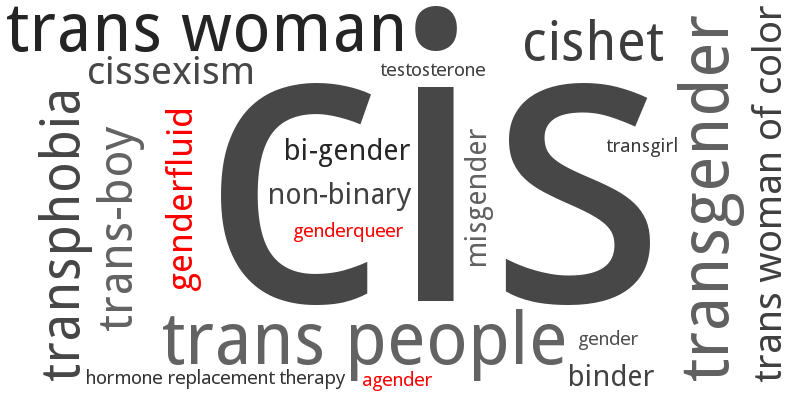 trans woman
cishet
cissexism
testosterone
transphobia
trans-boy
genderfluid
cis
bi-gender
non-binary
genderqueer
misgender
transgirl
transgender
trans woman of color
trans people
gender
hormone replacement therapy
agender
binder